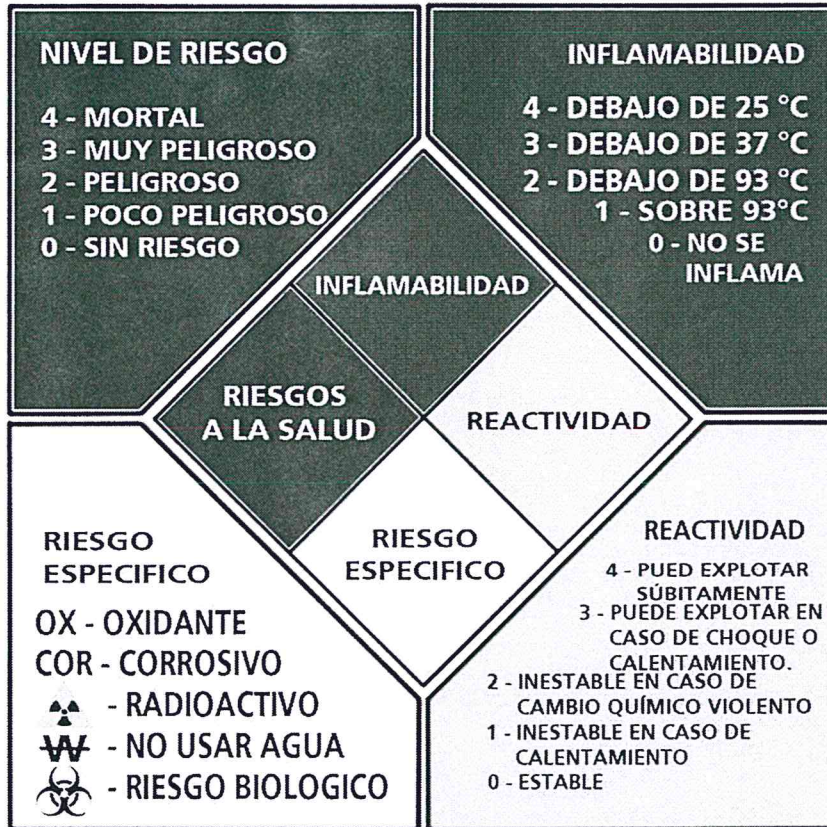 NIVEL DE RIESGO
4 - MORTAL
3 - MUY PELIGROSO
2 - PELIGROSO
1 - POCO PELIGROSO
0 - SIN RIESGO
INFLAMABILIDAD
4 - DEBAJO DE 25 °C
3 - DEBAJO DE 37 °C
2 - DEBAJO DE 93 °C
1 - SOBRE 93°C
0 - NO SE
INFLAMA
INFLAMABILIDAD
RIESGOS
A LA SALUD
REACTIVIDAD
RIESGO
ESPECIFICO
RIESGO
ESPECIFICO
OX - OXIDANTE
COR - CORROSIVO
- RADIOACTIVO
W - NO USAR AGUA
- RIESGO BIOLOGICO
REACTIVIDAD
4 - PUED EXPLOTAR
SÚBITAMENTE
3 - PUEDE EXPLOTAR EN
CASO DE CHOQUE O
CALENTAMIENTO.
2 - INESTABLE EN CASO DE
CAMBIO QUÍMICO VIOLENTO
1 - INESTABLE EN CASO DE
CALENTAMIENTO
0 - ESTABLE